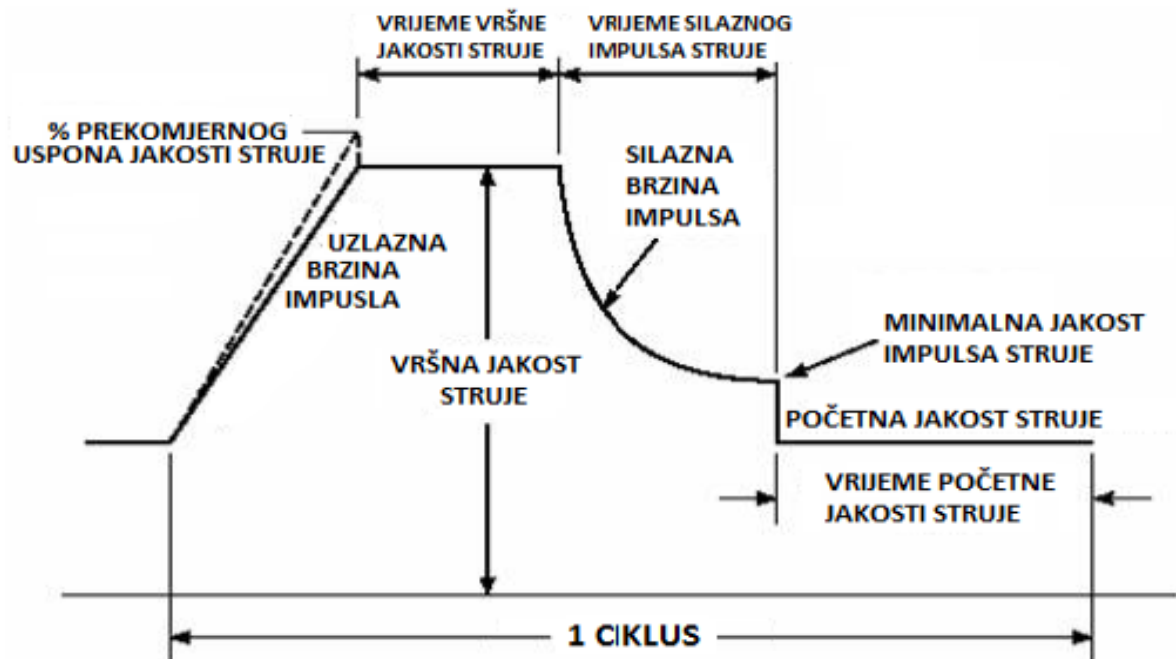 VRIJEME VRŠNE
JAKOSTI STRUJE
VRIJEME SILAZNOG
IMPULSA STRUJE
% PREKOMJERNOG
USPONA JAKOSTI STRUJE
SILAZNA
BRZINA
IMPULSA
UZLAZNA
BRZINA
IMPUSLA
VRŠNA JAKOST
STRUJE
MINIMALNA JAKOST
IMPULSA STRUJE
POČETNA JAKOST STRUJE
VRIJEME POČETNE
JAKOSTI STRUJE
1 CIKLUS